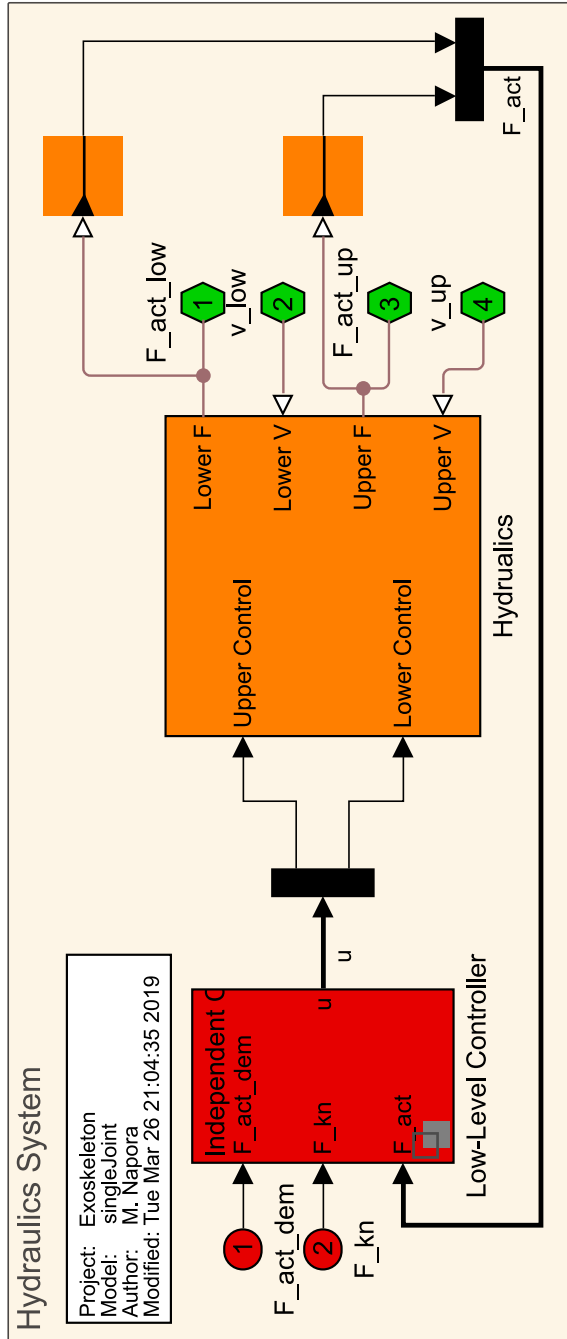 Hydraulics System
Project: Exoskeleton
Model: singleJoint
Author: M. Napora
Modified: Tue Mar 26 21:04:35 2019
1
F_act_dem
2
F_kn
Independent C
F_act_dem
F_kn
F_act
u
Low-Level Controller
u
Upper Control
Lower Control
Lower F
Lower V
Upper F
Upper V
Hydrualics
F_act_low
1
v_low
2
F_act_up
3
v_up
4
F_act